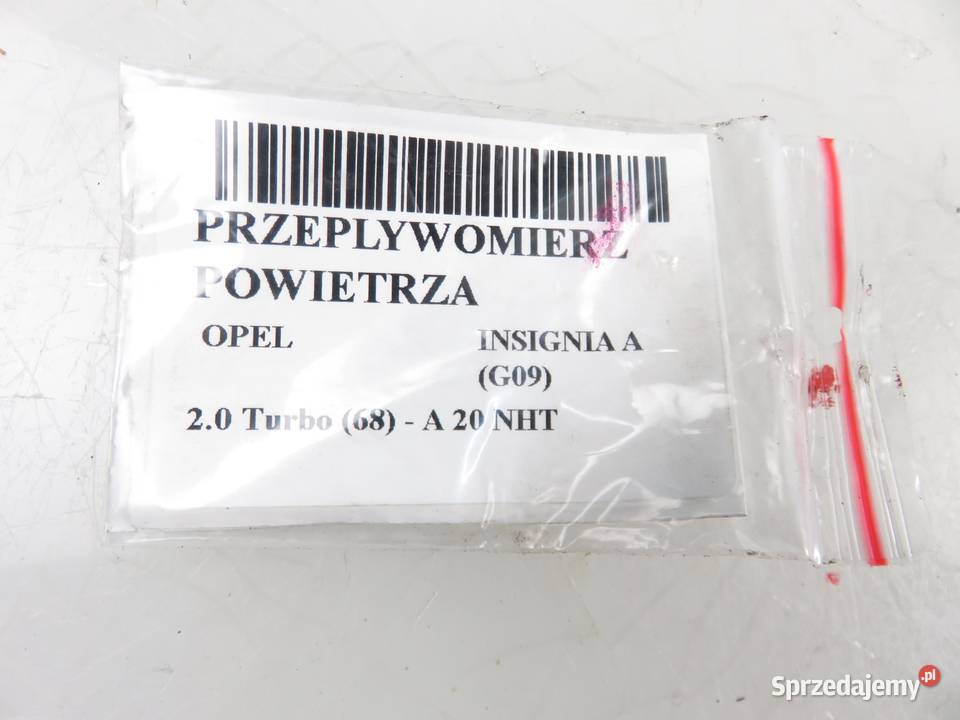 PRZEPLYWOMIERZ
POWIETRZA
OPEL INSIGNIA A
(G09)
2.0 Turbo (68) - A 20 NHT
Sprzedajemy.pl